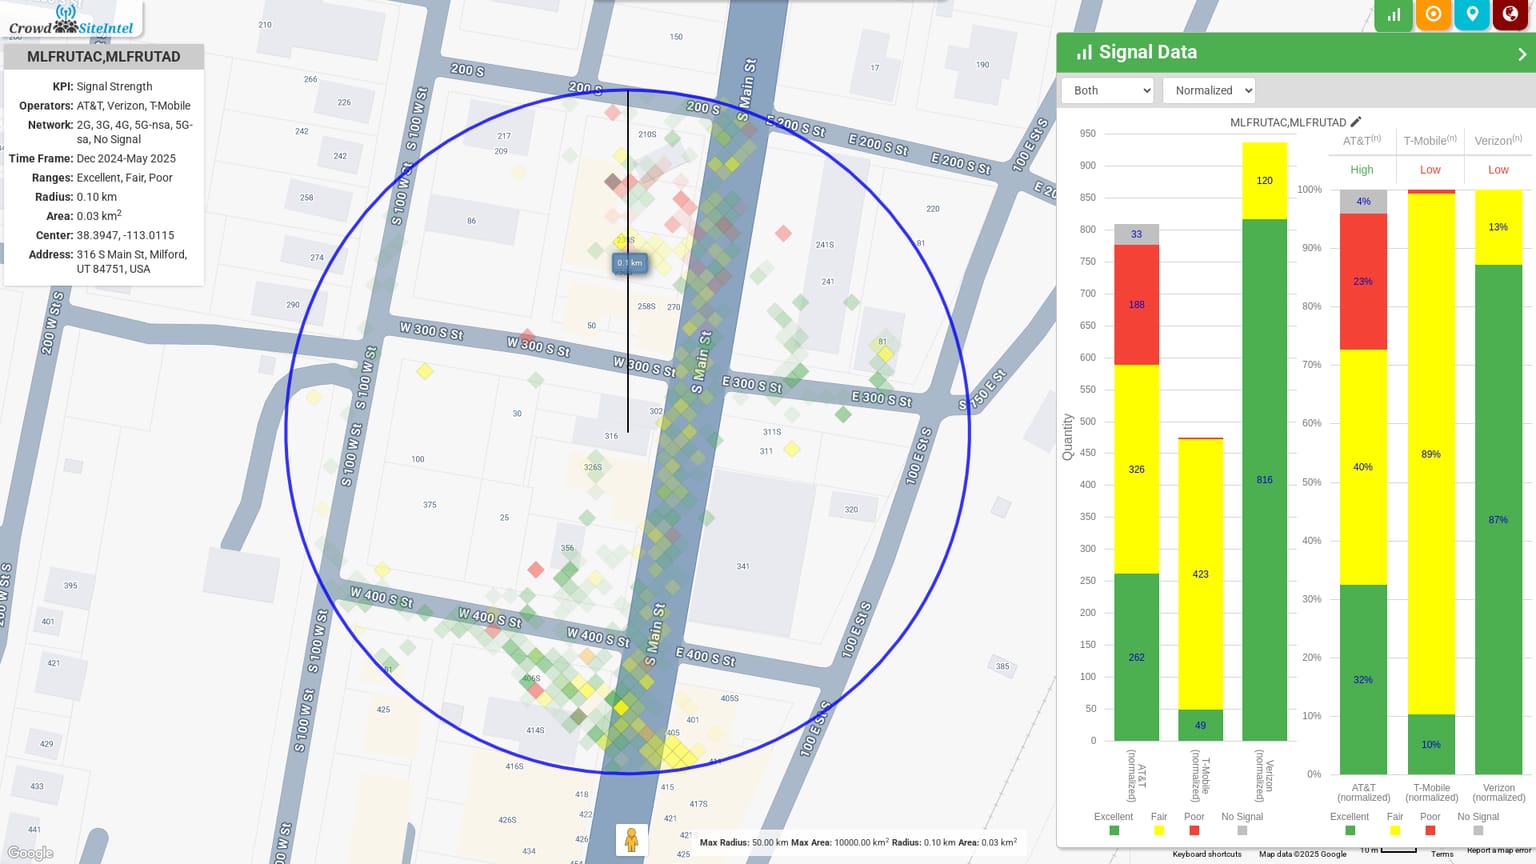 Crowd SiteIntel
MLFRUTAC,MLFRUTAD
KPI: Signal Strength
Operators: AT&T, Verizon, T-Mobile
Network: 2G, 3G, 4G, 5G-nsa, 5G-
sa, No Signal
Time Frame: Dec 2024-May 2025
Ranges: Excellent, Fair, Poor
Radius: 0.10 km
Area: 0.03 km²
Center: 38.3947, -113.0115
Address: 316 S Main St, Milford,
UT 84751, USA
210
150
17
190
200 S
200 S
200 S
S Main St
E 200 S St
E 200 S St
E 200 S St
100 E St S
266
226
242
242
258
274
290
S 100 W St
S 100 W St
217
209
210S
86
220
81
241S
241
230S
0.1 km
258S
270
50
81
200 W St S
W 300 S St
W 300 S St
W 300 S St
S Main St
E 300 S St
E 300 S St
S 750 E St
S 100 W St
S 100 W St
30
302
316
311S
311
100
326S
375
25
320
100 E St S
356
341
395
401
421
W 400 S St
W 400 S St
W 400 S St
S Main St
E 400 S St
100 E St S
385
S 100 W St
S 100 W St
406S
405S
401
405
425
414S
429
433
441
416S
415
417S
418
422
421
426S
434
421
100 E St S
Google
Max Radius: 50.00 km Max Area: 10000.00 km² Radius: 0.10 km Area: 0.03 km²
Keyboard shortcuts
Map data ©2025 Google
10 m
Terms
Report a map error
Signal Data
Both
Normalized
MLFRUTAC,MLFRUTAD
AT&T(n)
T-Mobile(n)
Verizon(n)
High
Low
Low
Quantity
950
900
850
800
750
700
650
600
550
500
450
400
350
300
250
200
150
100
50
0
33
188
326
262
423
49
120
816
AT&T
(normalized)
T-Mobile
(normalized)
Verizon
(normalized)
Excellent
Fair
Poor
No Signal
100%
90%
80%
70%
60%
50%
40%
30%
20%
10%
0%
4%
23%
40%
32%
89%
10%
13%
87%
AT&T
(normalized)
T-Mobile
(normalized)
Verizon
(normalized)
Excellent
Fair
Poor
No Signal